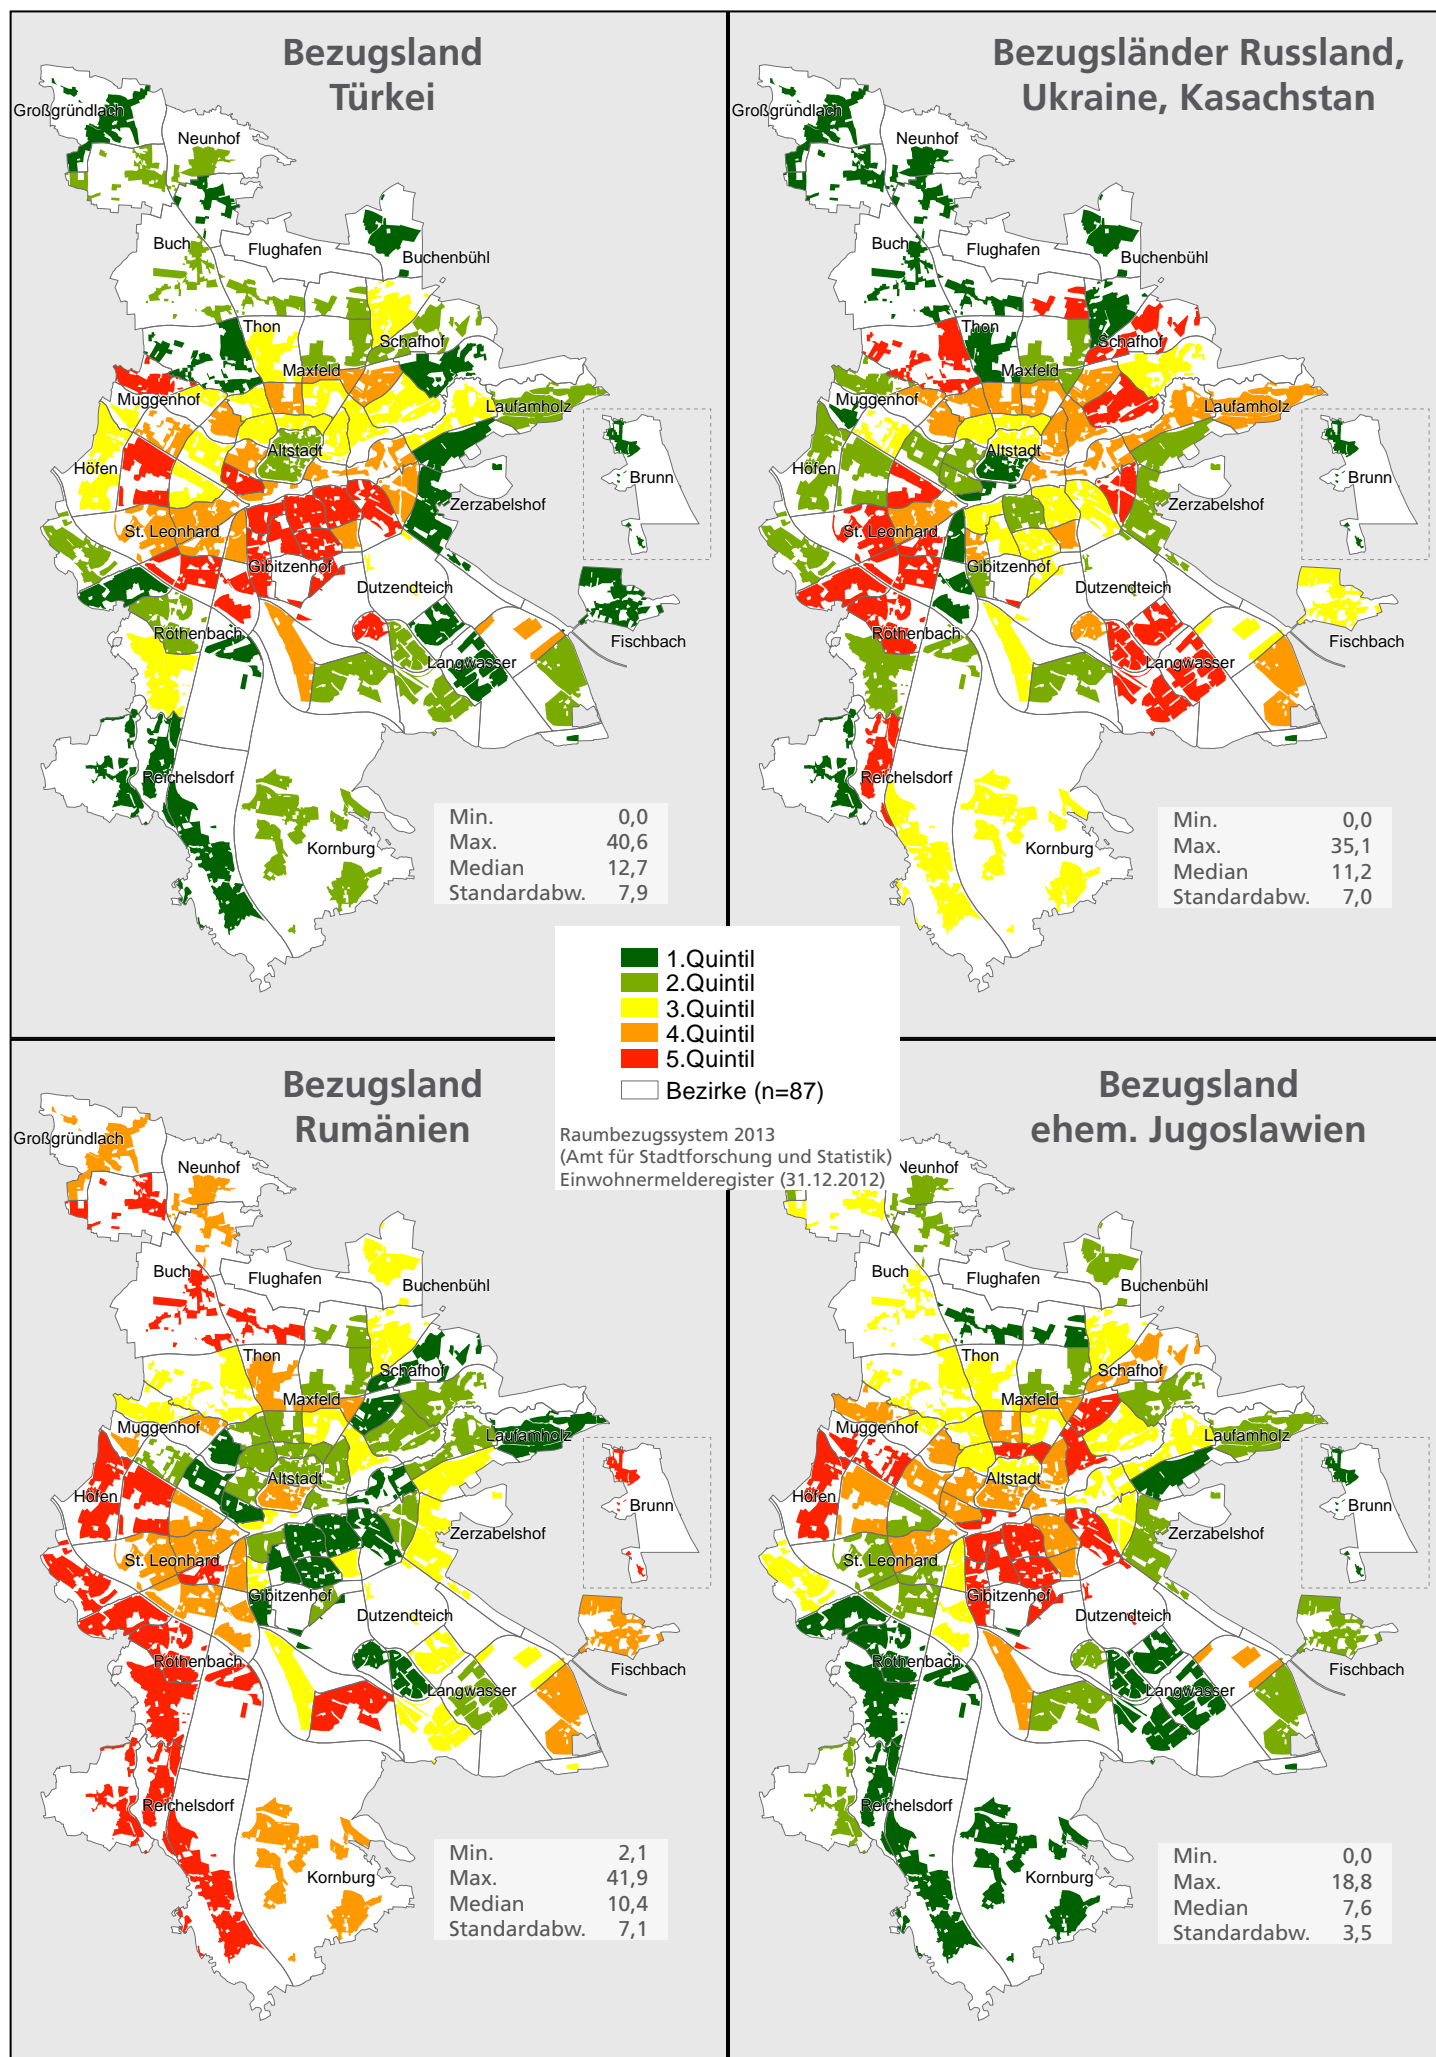 Bezugsland
Türkei
Großgründlach
Neunhof
Buch
Flughafen
Buchenbühl
Thon
Schafhof
Maxfeld
Muggenhof
Laufamholz
Altstadt
Höfen
Brunn
Zerzabelshof
St. Leonhard
Gibitzenhof
Dutzendteich
Röthenbach
Fischbach
Langwasser
Reichelsdorf
Kornburg
Min. 0,0
Max. 40,6
Median 12,7
Standardabw. 7,9
Bezugsländer Russland,
Ukraine, Kasachstan
Großgründlach
Neunhof
Buch
Flughafen
Buchenbühl
Thon
Schafhof
Maxfeld
Muggenhof
Laufamholz
Altstadt
Höfen
Brunn
Zerzabelshof
St. Leonhard
Gibitzenhof
Dutzendteich
Röthenbach
Fischbach
Langwasser
Reichelsdorf
Kornburg
Min. 0,0
Max. 35,1
Median 11,2
Standardabw. 7,0
1.Quintil
2.Quintil
3.Quintil
4.Quintil
5.Quintil
Bezirke (n=87)
Raumbezugssystem 2013
(Amt für Stadtforschung und Statistik)
Einwohnermelderegister (31.12.2012)
Bezugsland
Rumänien
Großgründlach
Neunhof
Buch
Flughafen
Buchenbühl
Thon
Schafhof
Maxfeld
Muggenhof
Laufamholz
Altstadt
Höfen
Brunn
Zerzabelshof
St. Leonhard
Gibitzenhof
Dutzendteich
Röthenbach
Fischbach
Langwasser
Reichelsdorf
Kornburg
Min. 2,1
Max. 41,9
Median 10,4
Standardabw. 7,1
Bezugsland
ehem. Jugoslawien
Neunhof
Buch
Flughafen
Buchenbühl
Thon
Schafhof
Maxfeld
Muggenhof
Laufamholz
Altstadt
Höfen
Brunn
Zerzabelshof
St. Leonhard
Gibitzenhof
Dutzendteich
Röthenbach
Fischbach
Langwasser
Reichelsdorf
Kornburg
Min. 0,0
Max. 18,8
Median 7,6
Standardabw. 3,5